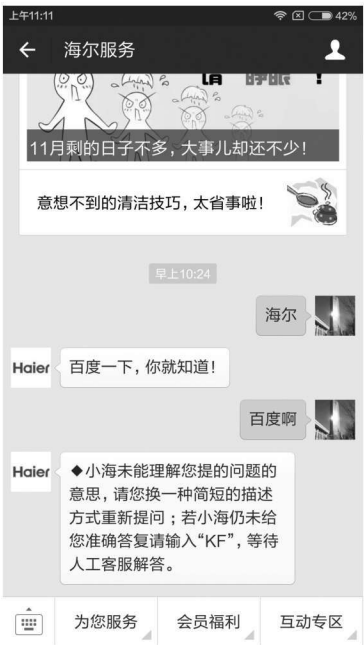 上午11:11
42%
海尔服务
请 睁眼 !
11月剩的日子不多，大事儿却还不少！
意想不到的清洁技巧，太省事啦！
早上10:24
海尔
Haier
百度一下，你就知道！
百度啊
Haier
◆小海未能理解您提的问题的
意思，请您换一种简短的描述
方式重新提问；若小海仍未给
您准确答复请输入“KF”，等待
人工客服解答。
为您服务
会员福利
互动专区